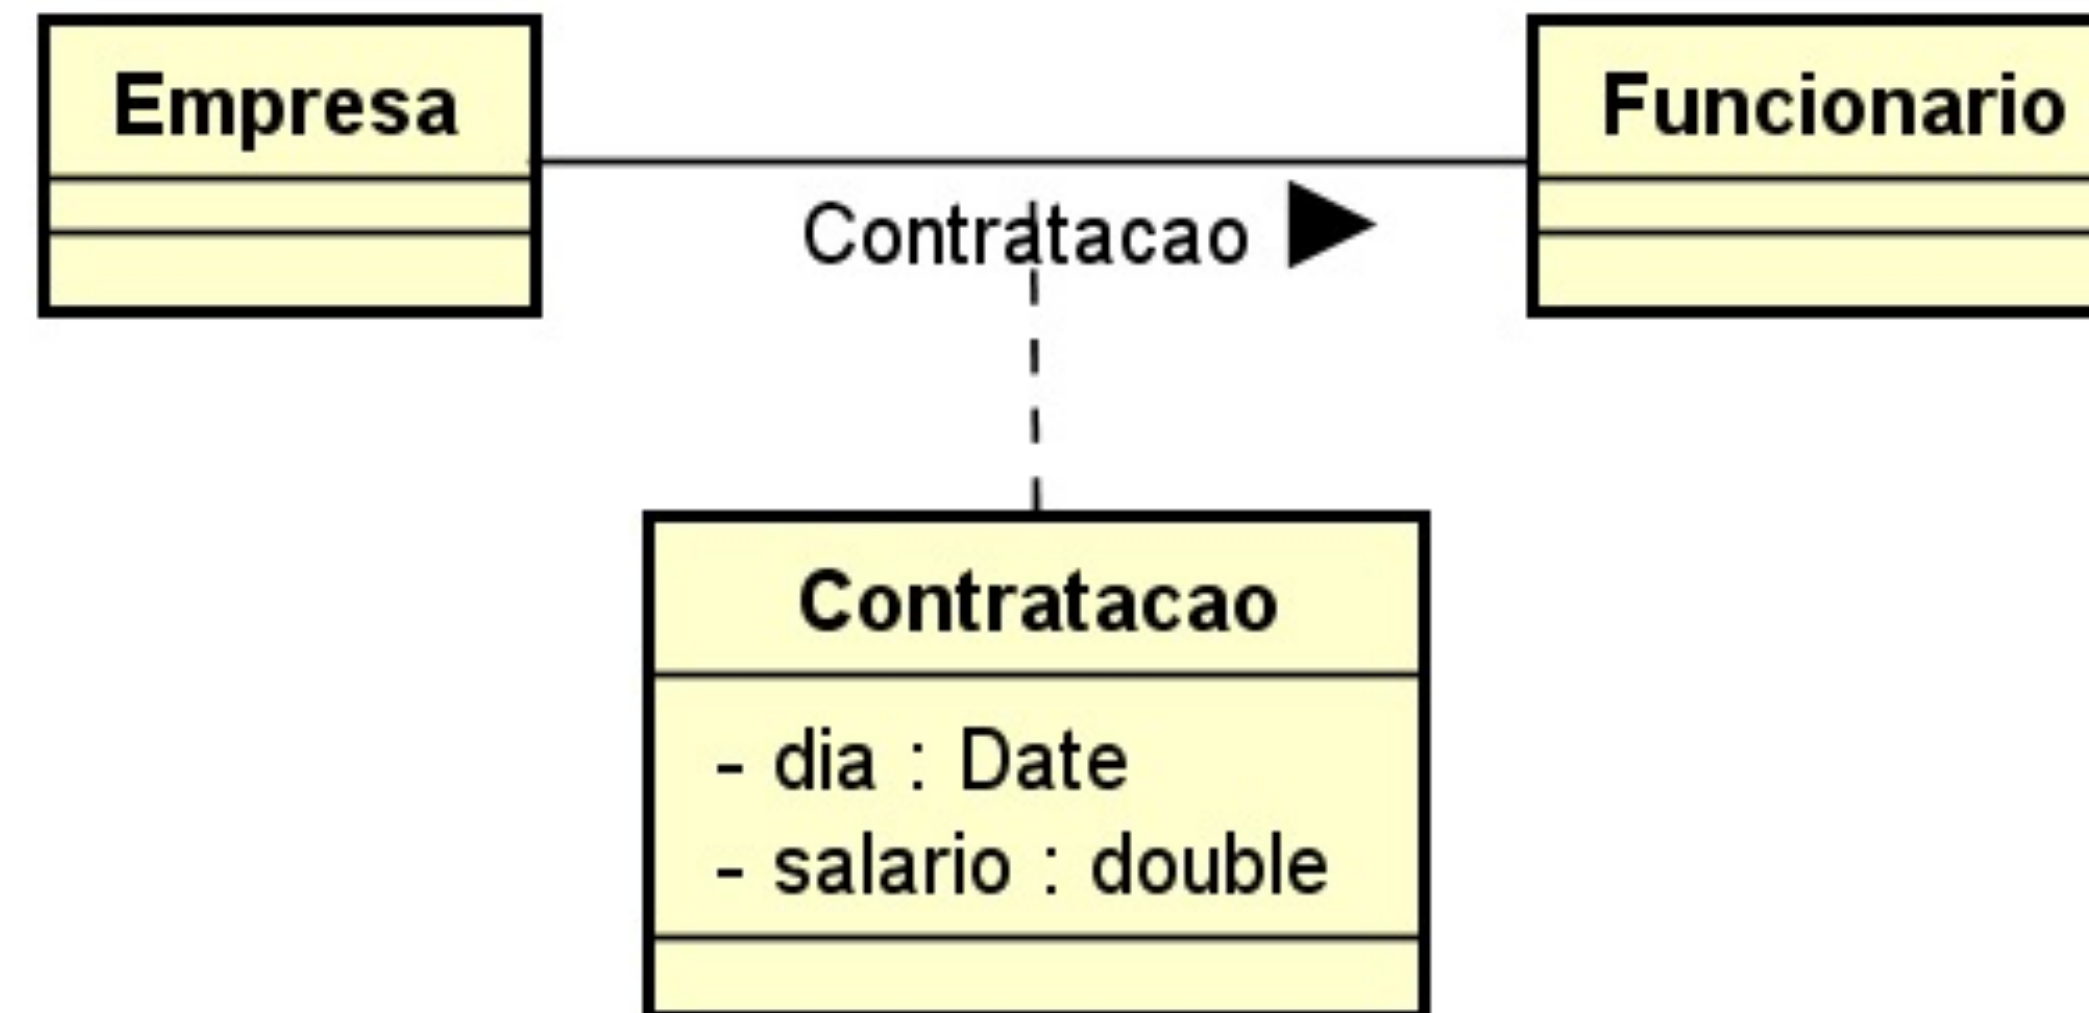 Empresa
Funcionario
Contratacao
Contratacao
- dia : Date
- salario : double